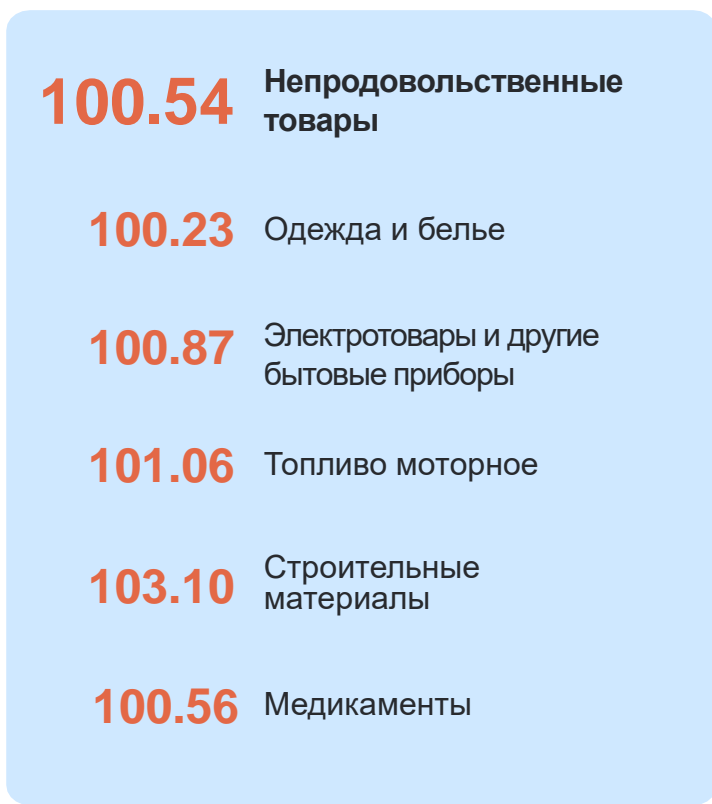 100.54
Непродовольственные
товары
100.23
Одежда и белье
100.87
Электротовары и другие
бытовые приборы
101.06
Топливо моторное
103.10
Строительные
материалы
100.56
Медикаменты